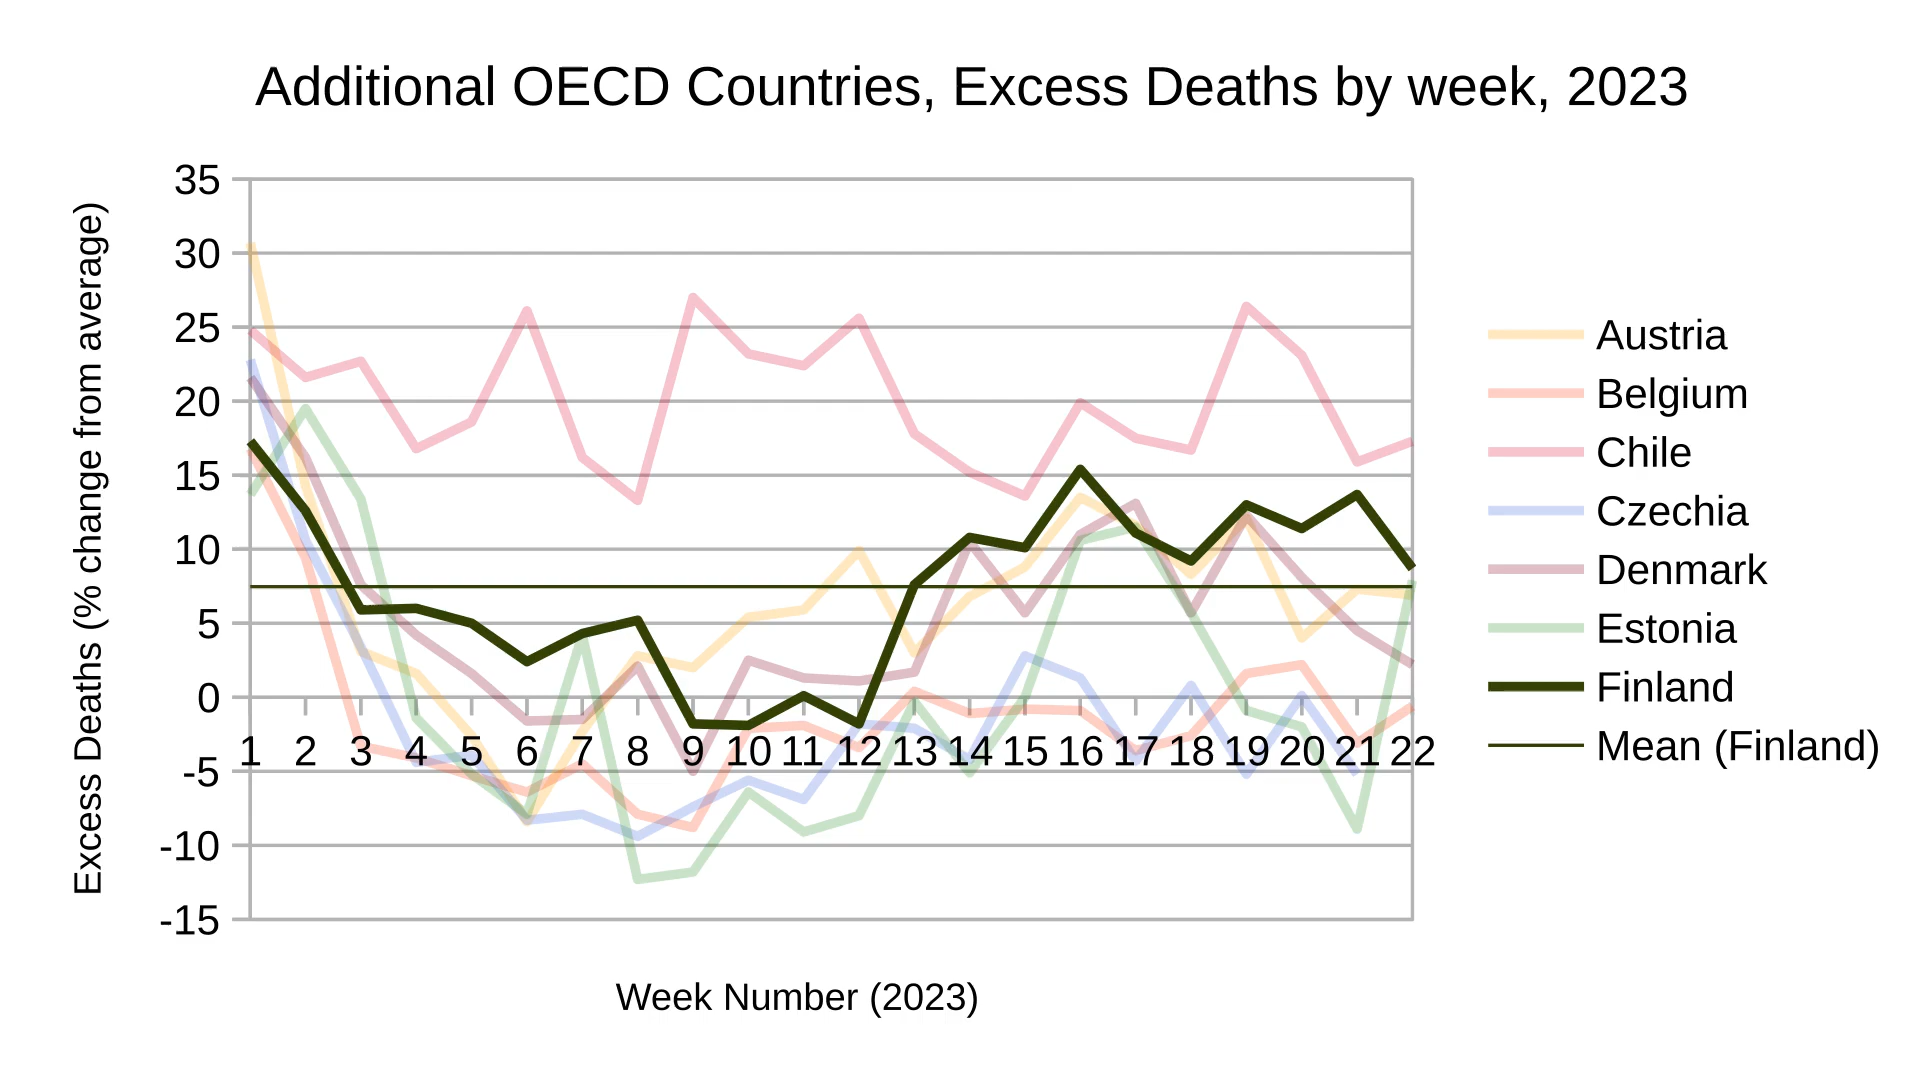 Additional OECD Countries, Excess Deaths by week, 2023
Excess Deaths (% change from average)
35
30
25
20
15
10
5
0
-5
-10
-15
1 2 3 4 5 6 7 8 9 10 11 12 13 14 15 16 17 18 19 20 21 22
Week Number (2023)
Austria
Belgium
Chile
Czechia
Denmark
Estonia
Finland
Mean (Finland)